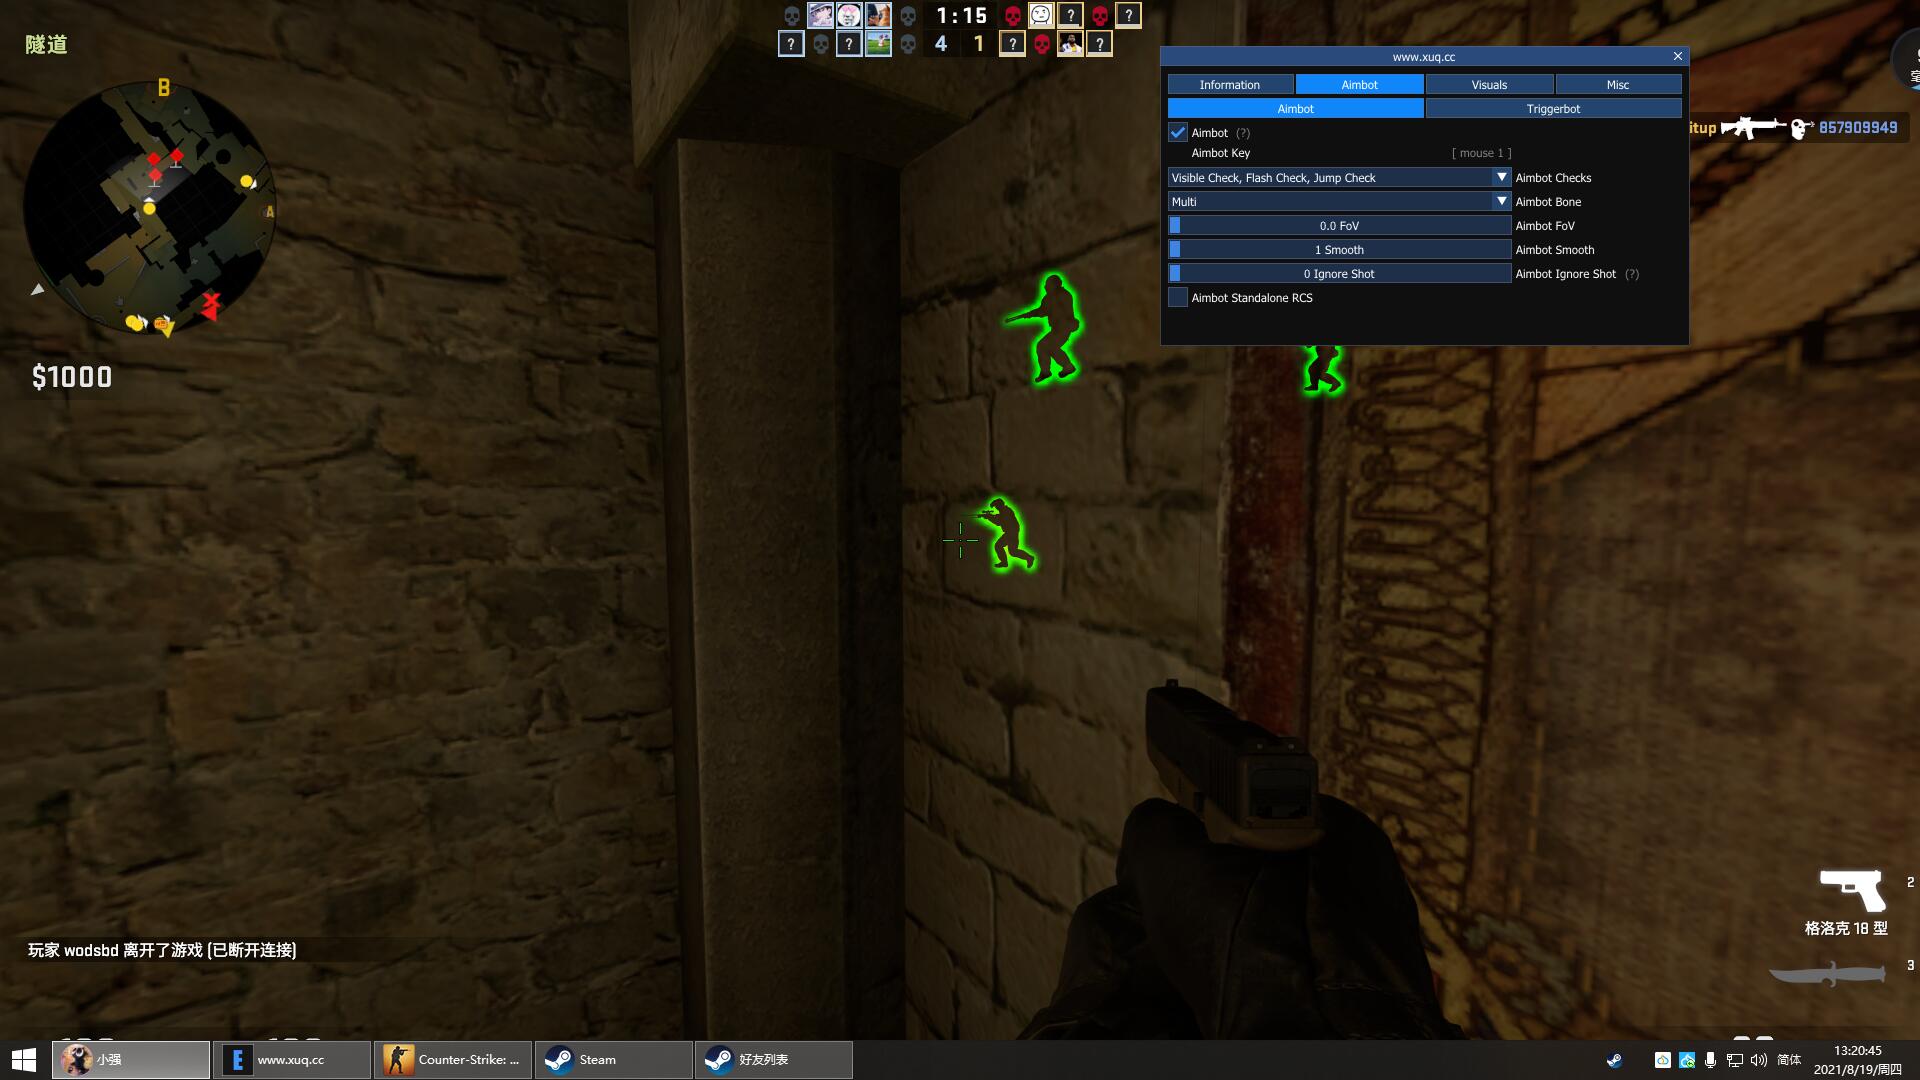 隧道
B
A
1:15
4 1
? ? ? ? ? ?
$1000
www.xuq.cc
Information Aimbot Visuals Misc
Aimbot Triggerbot
Aimbot (?)
Aimbot Key [ mouse 1 ]
Visible Check, Flash Check, Jump Check Aimbot Checks
Multi Aimbot Bone
0.0 FoV Aimbot FoV
1 Smooth Aimbot Smooth
0 Ignore Shot Aimbot Ignore Shot (?)
Aimbot Standalone RCS
itup 857909949
2
格洛克 18 型
3
玩家 wodsbd 离开了游戏 (已断开连接)
小强
www.xuq.cc
Counter-Strike: ...
Steam
好友列表
简体
13:20:45
2021/8/19/周四